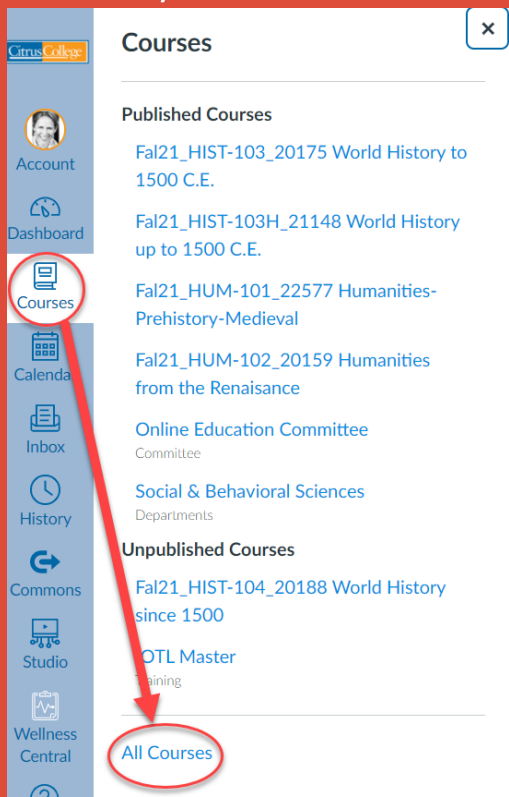 Citrus College
Account
Dashboard
Courses
Calenda
Inbox
History
Commons
Studio
Wellness
Central
Courses
×
Published Courses
Fal21_HIST-103_20175 World History to
1500 C.E.
Fal21_HIST-103H_21148 World History
up to 1500 C.E.
Fal21_HUM-101_22577 Humanities-
Prehistory-Medieval
Fal21_HUM-102_20159 Humanities
from the Renaisance
Online Education Committee
Committee
Social & Behavioral Sciences
Departments
Unpublished Courses
Fal21_HIST-104_20188 World History
since 1500
OTL Master
Training
All Courses